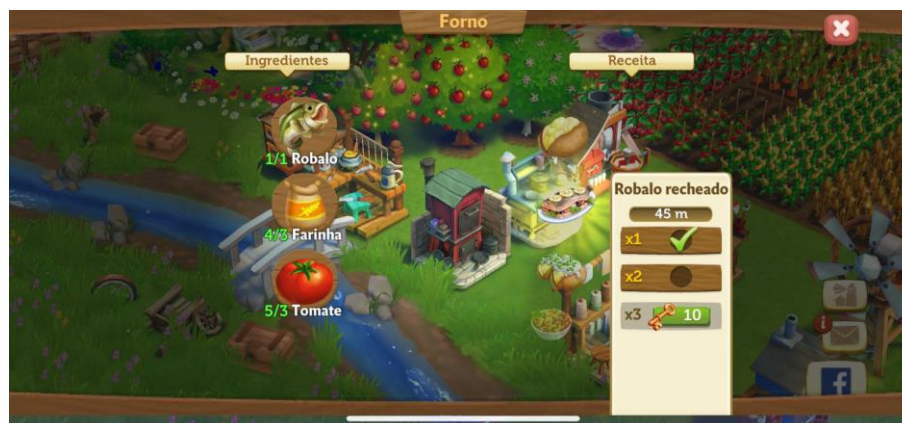 Forno
Ingredientes
Receita
1/1 Robalo
4/3 Farinha
5/3 Tomate
Robalo recheado
45 m
x1
x2
x3 10
i
f